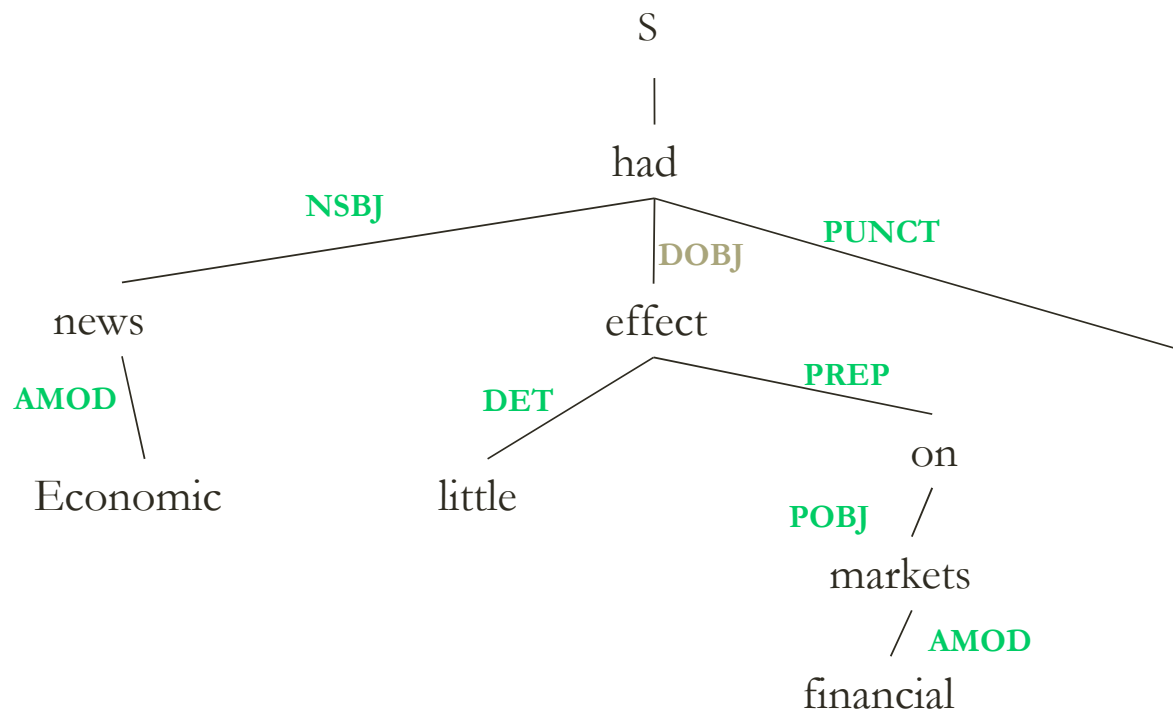 S
had
NSBJ
DOBJ
PUNCT
news
effect
AMOD
DET
PREP
Economic
little
on
POBJ
markets
AMOD
financial